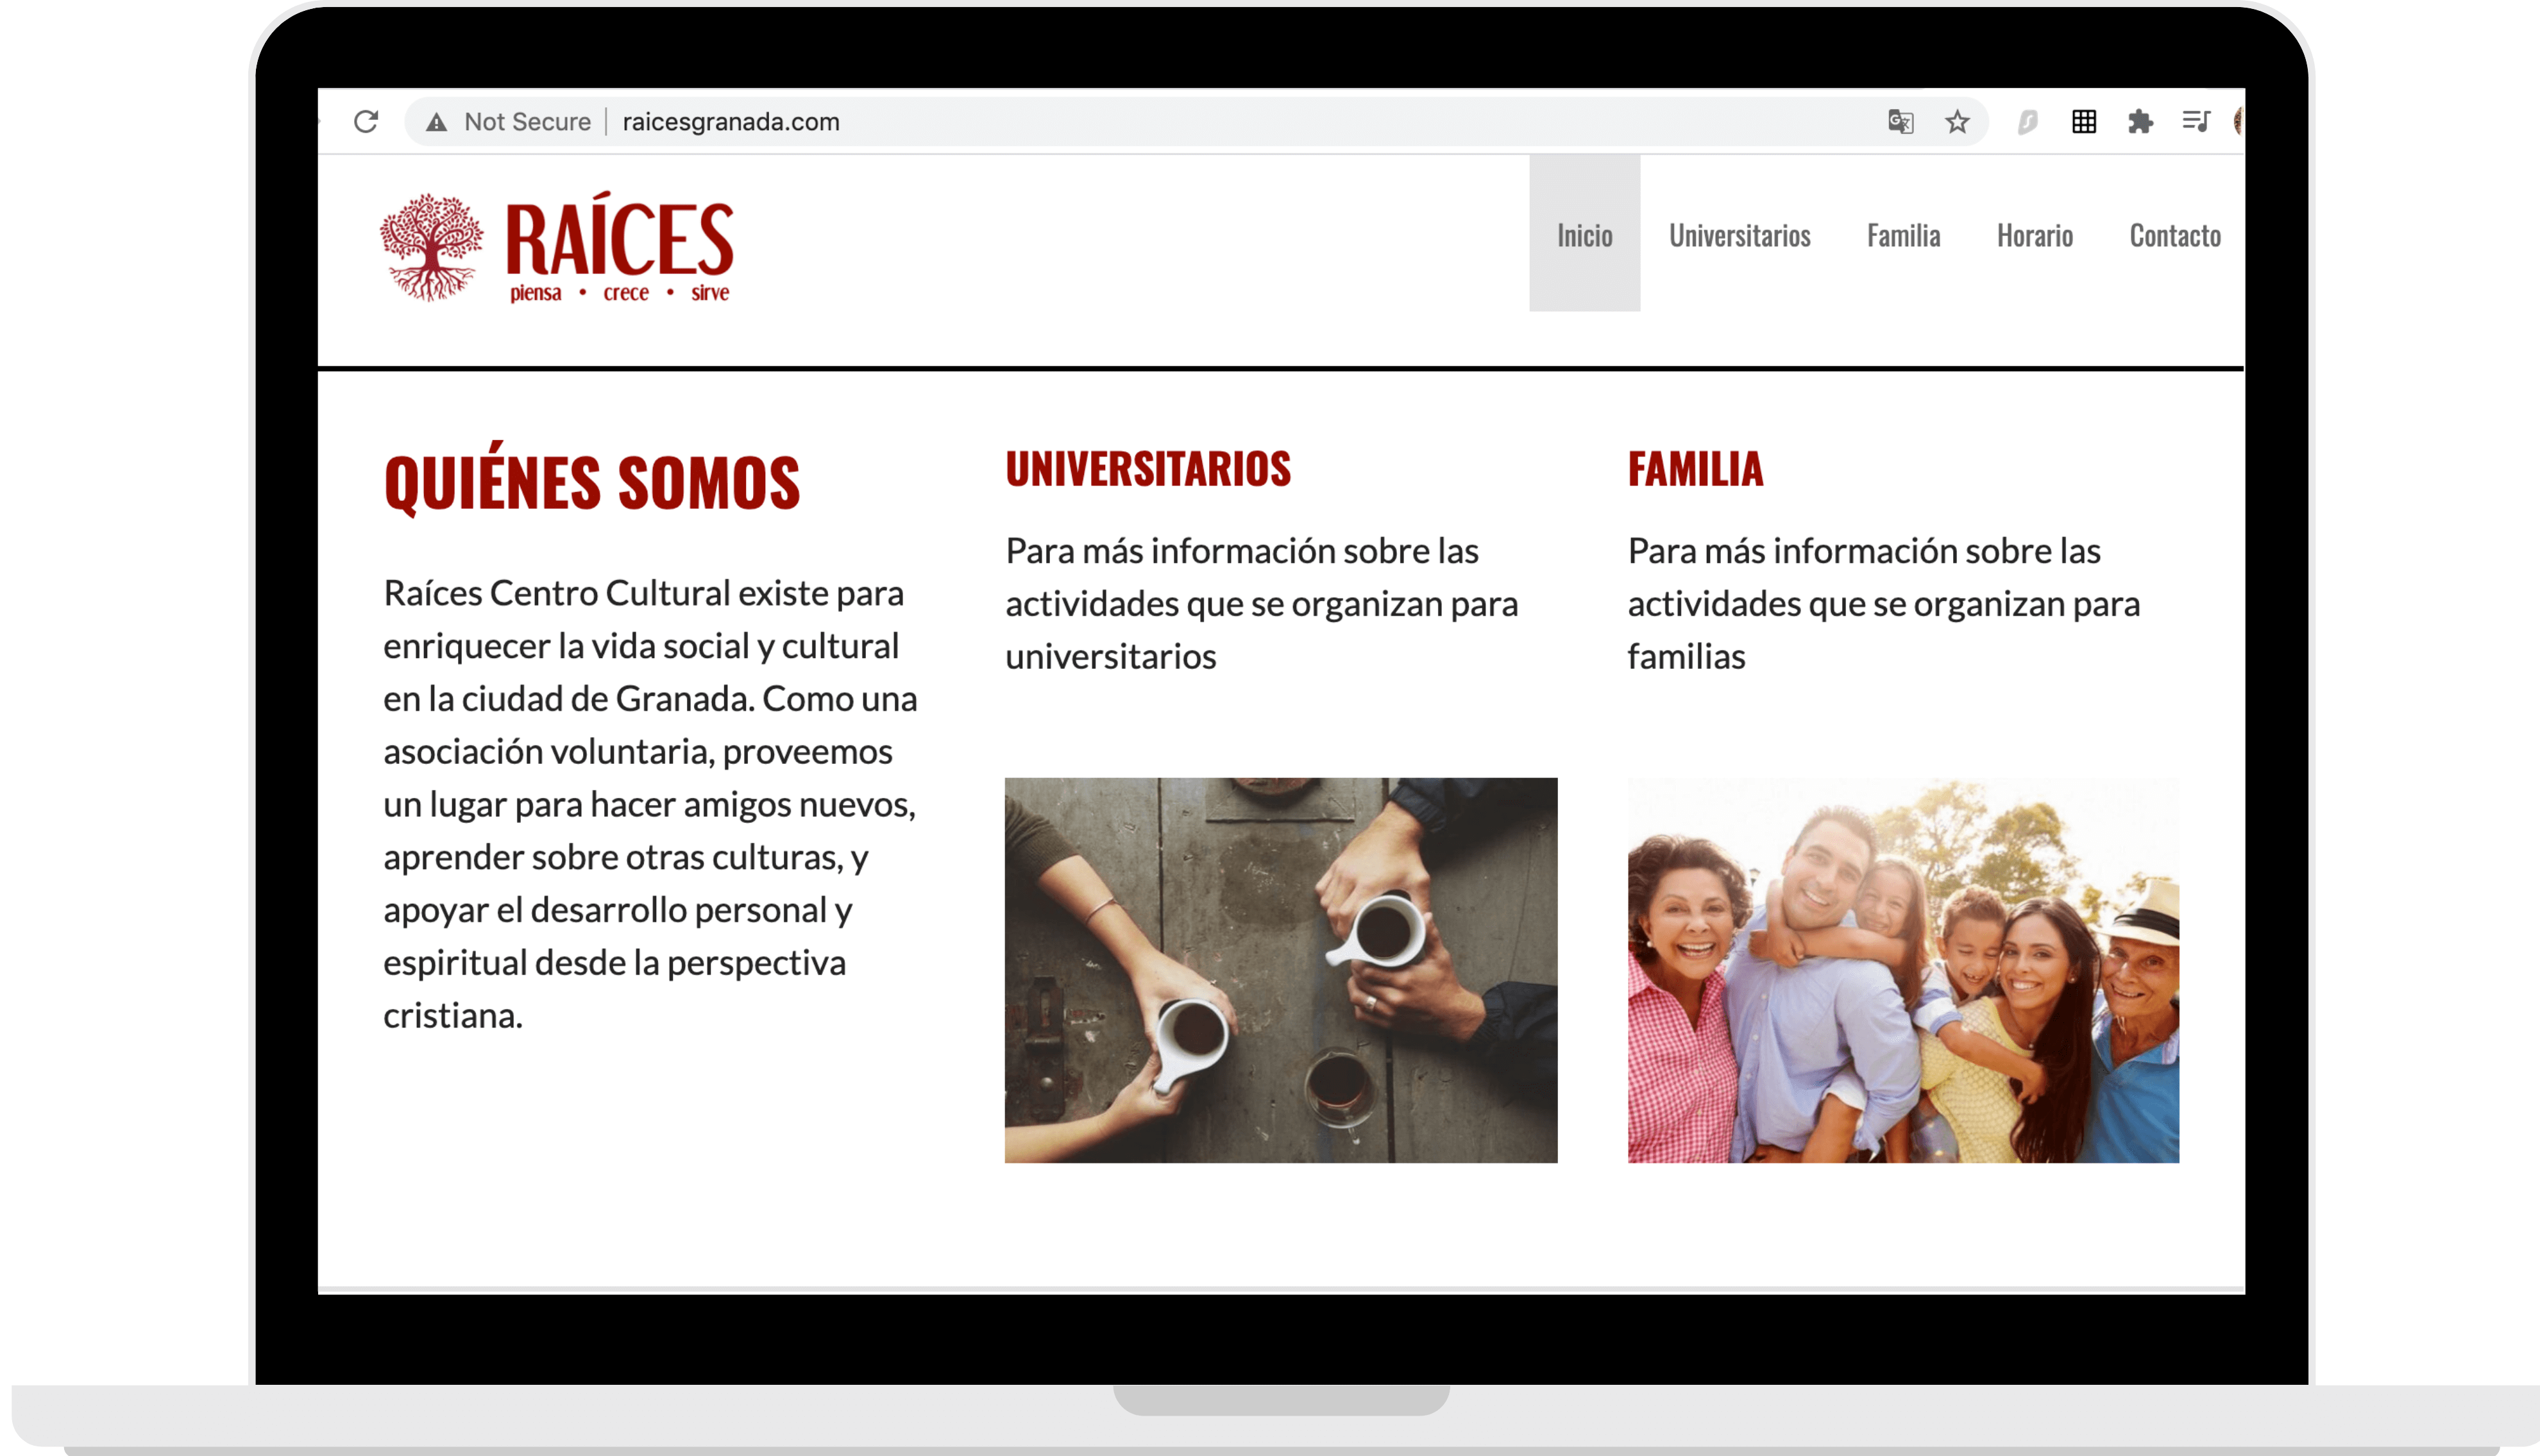 Not Secure | raicesgranada.com
RAÍCES
piensa • crece • sirve
Inicio Universitarios Familia Horario Contacto
QUIÉNES SOMOS
Raíces Centro Cultural existe para
enriquecer la vida social y cultural
en la ciudad de Granada. Como una
asociación voluntaria, proveemos
un lugar para hacer amigos nuevos,
aprender sobre otras culturas, y
apoyar el desarrollo personal y
espiritual desde la perspectiva
cristiana.
UNIVERSITARIOS
Para más información sobre las
actividades que se organizan para
universitarios
FAMILIA
Para más información sobre las
actividades que se organizan para
familias